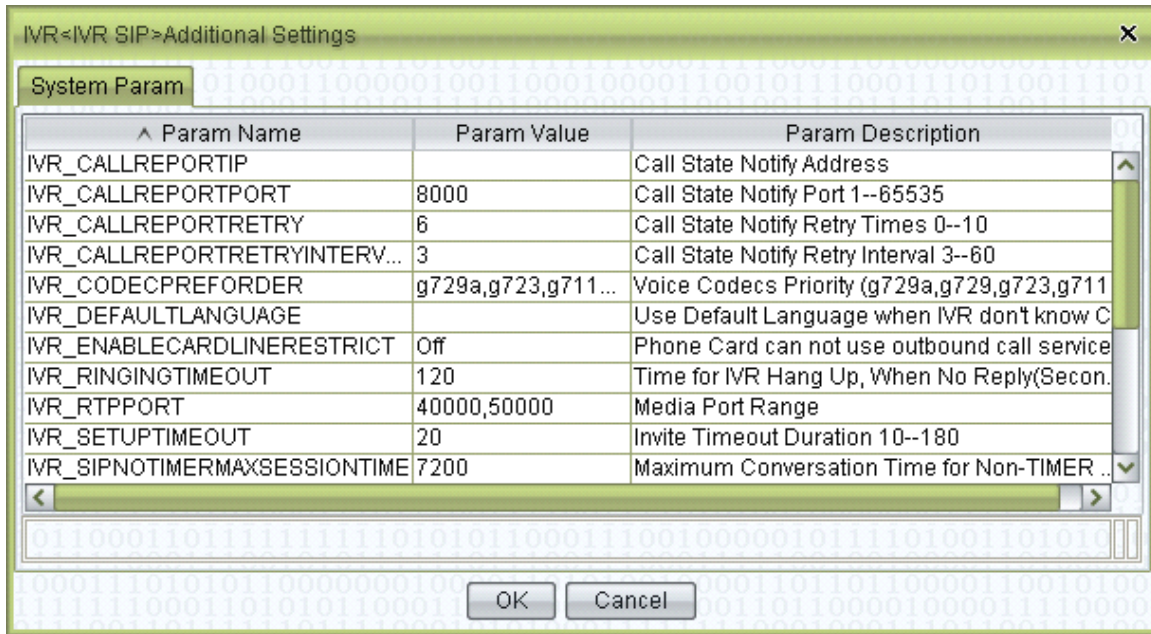 IVR<IVR SIP>Additional Settings
System Param
Param Name Param Value Param Description
IVR_CALLREPORTIP Call State Notify Address
IVR_CALLREPORTPORT 8000 Call State Notify Port 1--65535
IVR_CALLREPORTRETRY 6 Call State Notify Retry Times 0--10
IVR_CALLREPORTRETRYINTERV... 3 Call State Notify Retry Interval 3--60
IVR_CODECPREFORDER g729a,g723,g711... Voice Codecs Priority (g729a,g729,g723,g711
IVR_DEFAULTLANGUAGE Use Default Language when IVR don't know C
IVR_ENABLECARDLINERESTRICT Off Phone Card can not use outbound call service
IVR_RINGINGTIMEOUT 120 Time for IVR Hang Up, When No Reply(Secon.
IVR_RTPPORT 40000,50000 Media Port Range
IVR_SETUPTIMEOUT 20 Invite Timeout Duration 10--180
IVR_SIPNOTIMERMAXSESSIONTIME 7200 Maximum Conversation Time for Non-TIMER ..
OK Cancel